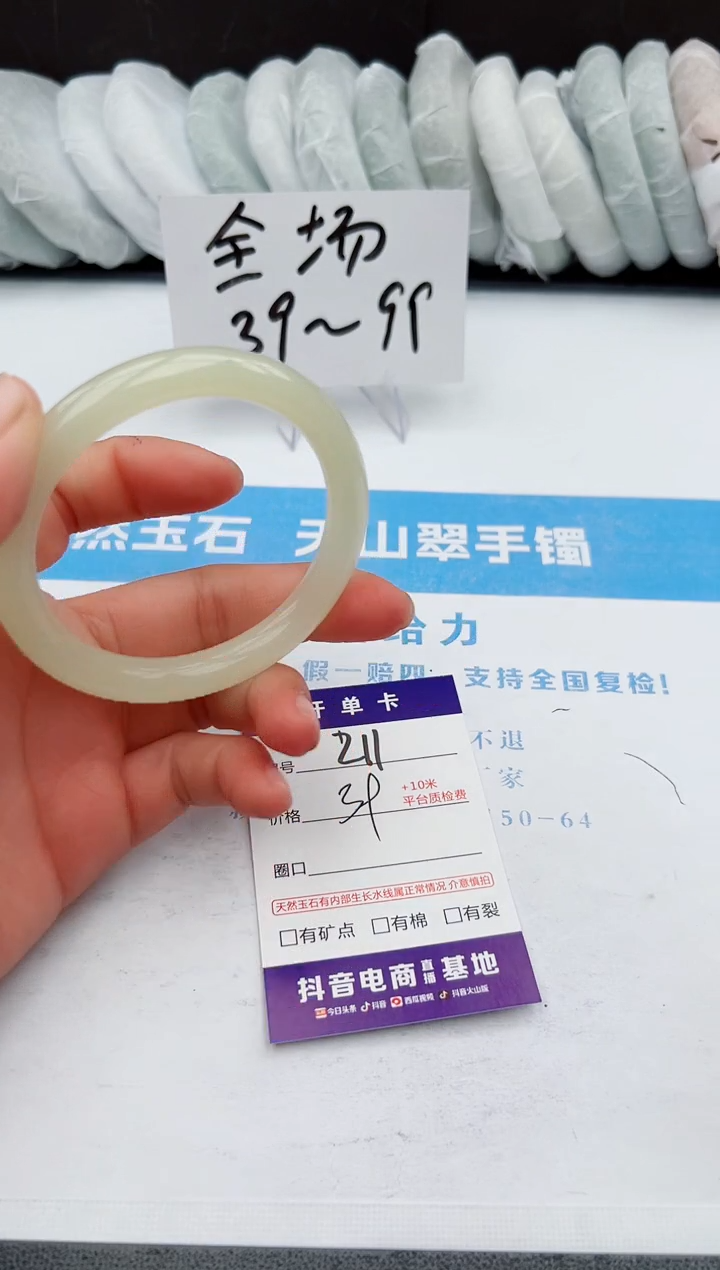 全场
39~99
然玉石 天山翠手镯
给力
假一赔四 支持全国复检!
不退
家
50-64
开单卡
号 211
价格 39 +10米
平台质检费
圈口
天然玉石有内部生长水线属正常情况 介意慎拍
□有矿点 □有棉 □有裂
抖音电商直播基地
今日头条 抖音 西瓜视频 抖音火山版